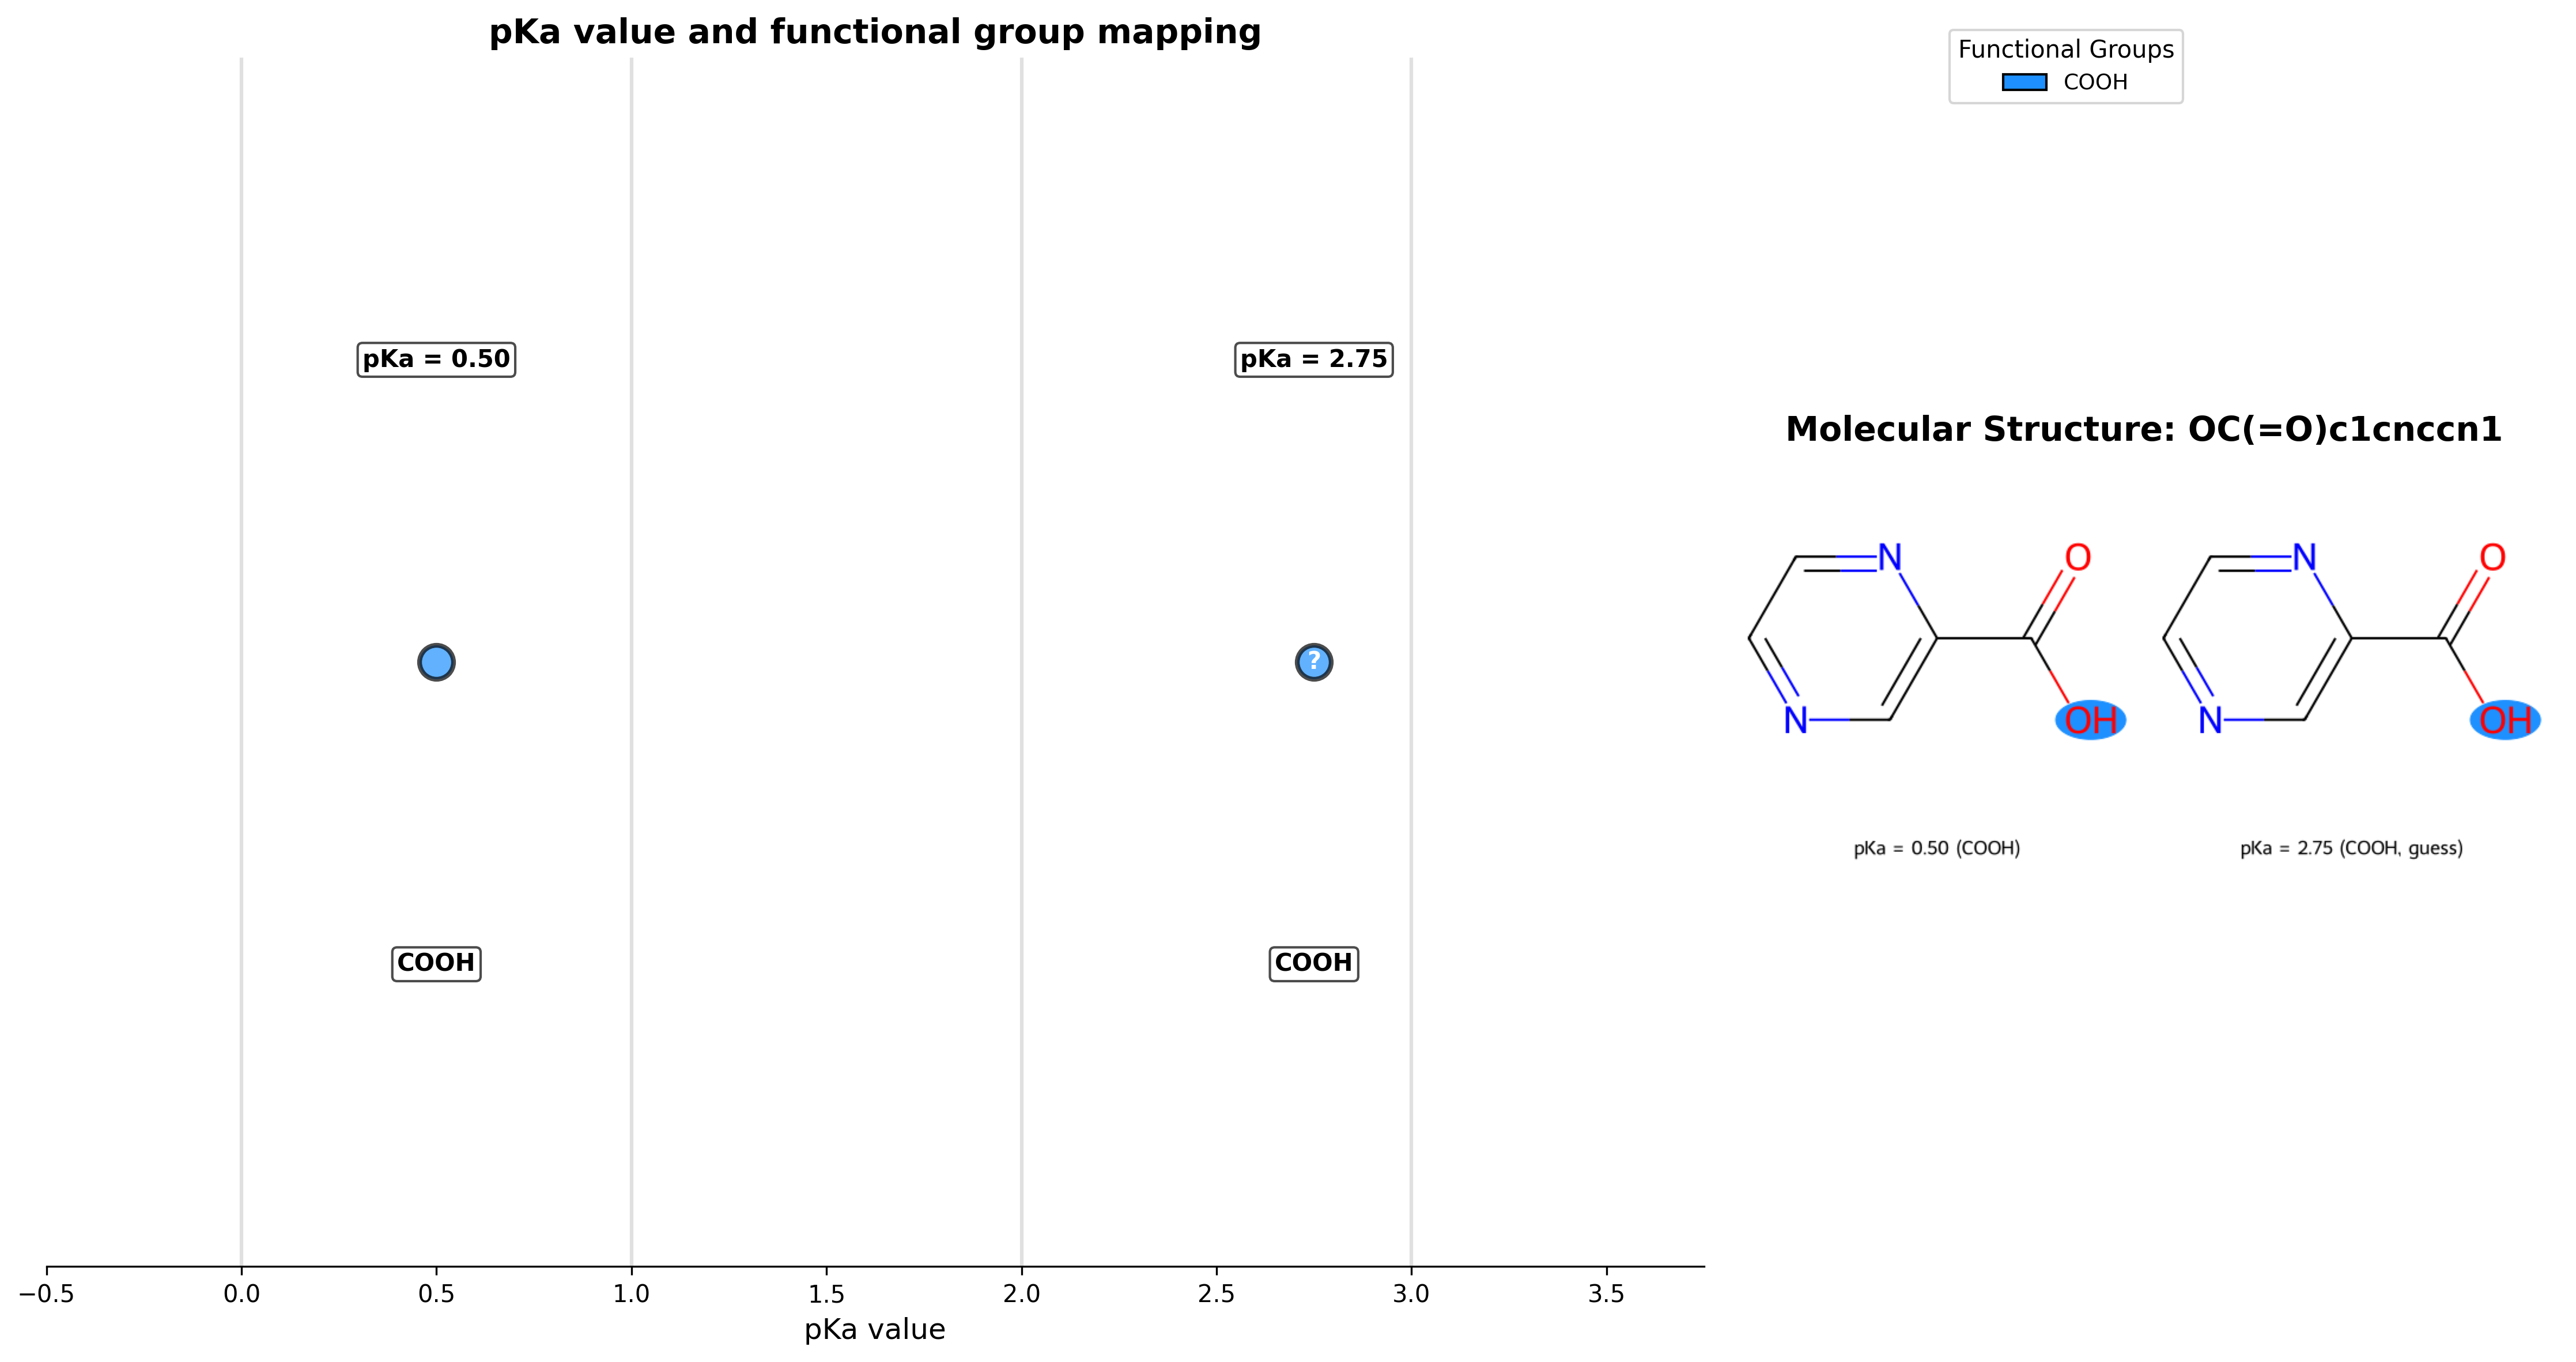 pKa value and functional group mapping
pKa = 0.50
pKa = 2.75
?
COOH
COOH
−0.5 0.0 0.5 1.0 1.5 2.0 2.5 3.0 3.5
pKa value
Functional Groups
COOH
Molecular Structure: OC(=O)c1cnccn1
N O
N OH
N O
N OH
pKa = 0.50 (COOH)
pKa = 2.75 (COOH, guess)